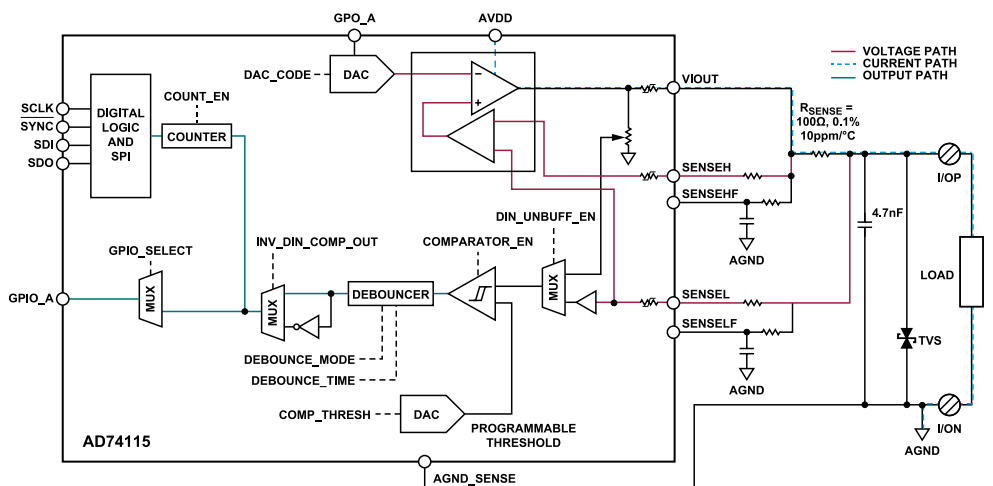 GPO_A
AVDD
VOLTAGE PATH
CURRENT PATH
OUTPUT PATH
DAC_CODE
DAC
−
+
VIOUT
RSENSE =
100Ω, 0.1%
10ppm/°C
SCLK
SYNC
SDI
SDO
DIGITAL
LOGIC
AND
SPI
COUNT_EN
COUNTER
SENSEH
SENSEHF
I/OP
4.7nF
AGND
LOAD
GPIO_SELECT
INV_DIN_COMP_OUT
COMPARATOR_EN
DIN_UNBUFF_EN
GPIO_A
MUX
MUX
DEBOUNCER
MUX
SENSEL
SENSELF
AGND
TVS
DEBOUNCE_MODE
DEBOUNCE_TIME
COMP_THRESH
DAC
PROGRAMMABLE
THRESHOLD
I/ON
AGND
AD74115
AGND_SENSE